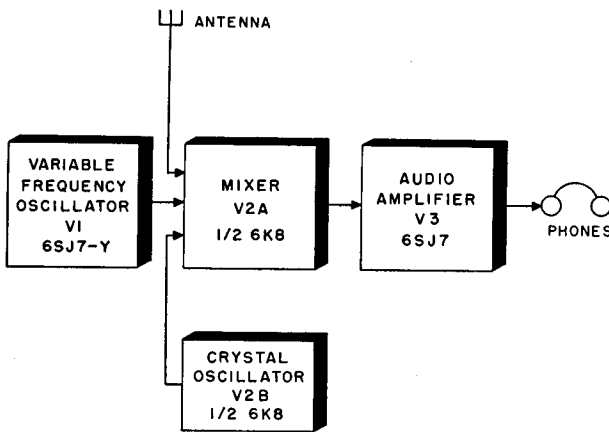 ANTENNA
VARIABLE
FREQUENCY
OSCILLATOR
V1
6SJ7-Y
MIXER
V2A
1/2 6K8
AUDIO
AMPLIFIER
V3
6SJ7
PHONES
CRYSTAL
OSCILLATOR
V2B
1/2 6K8